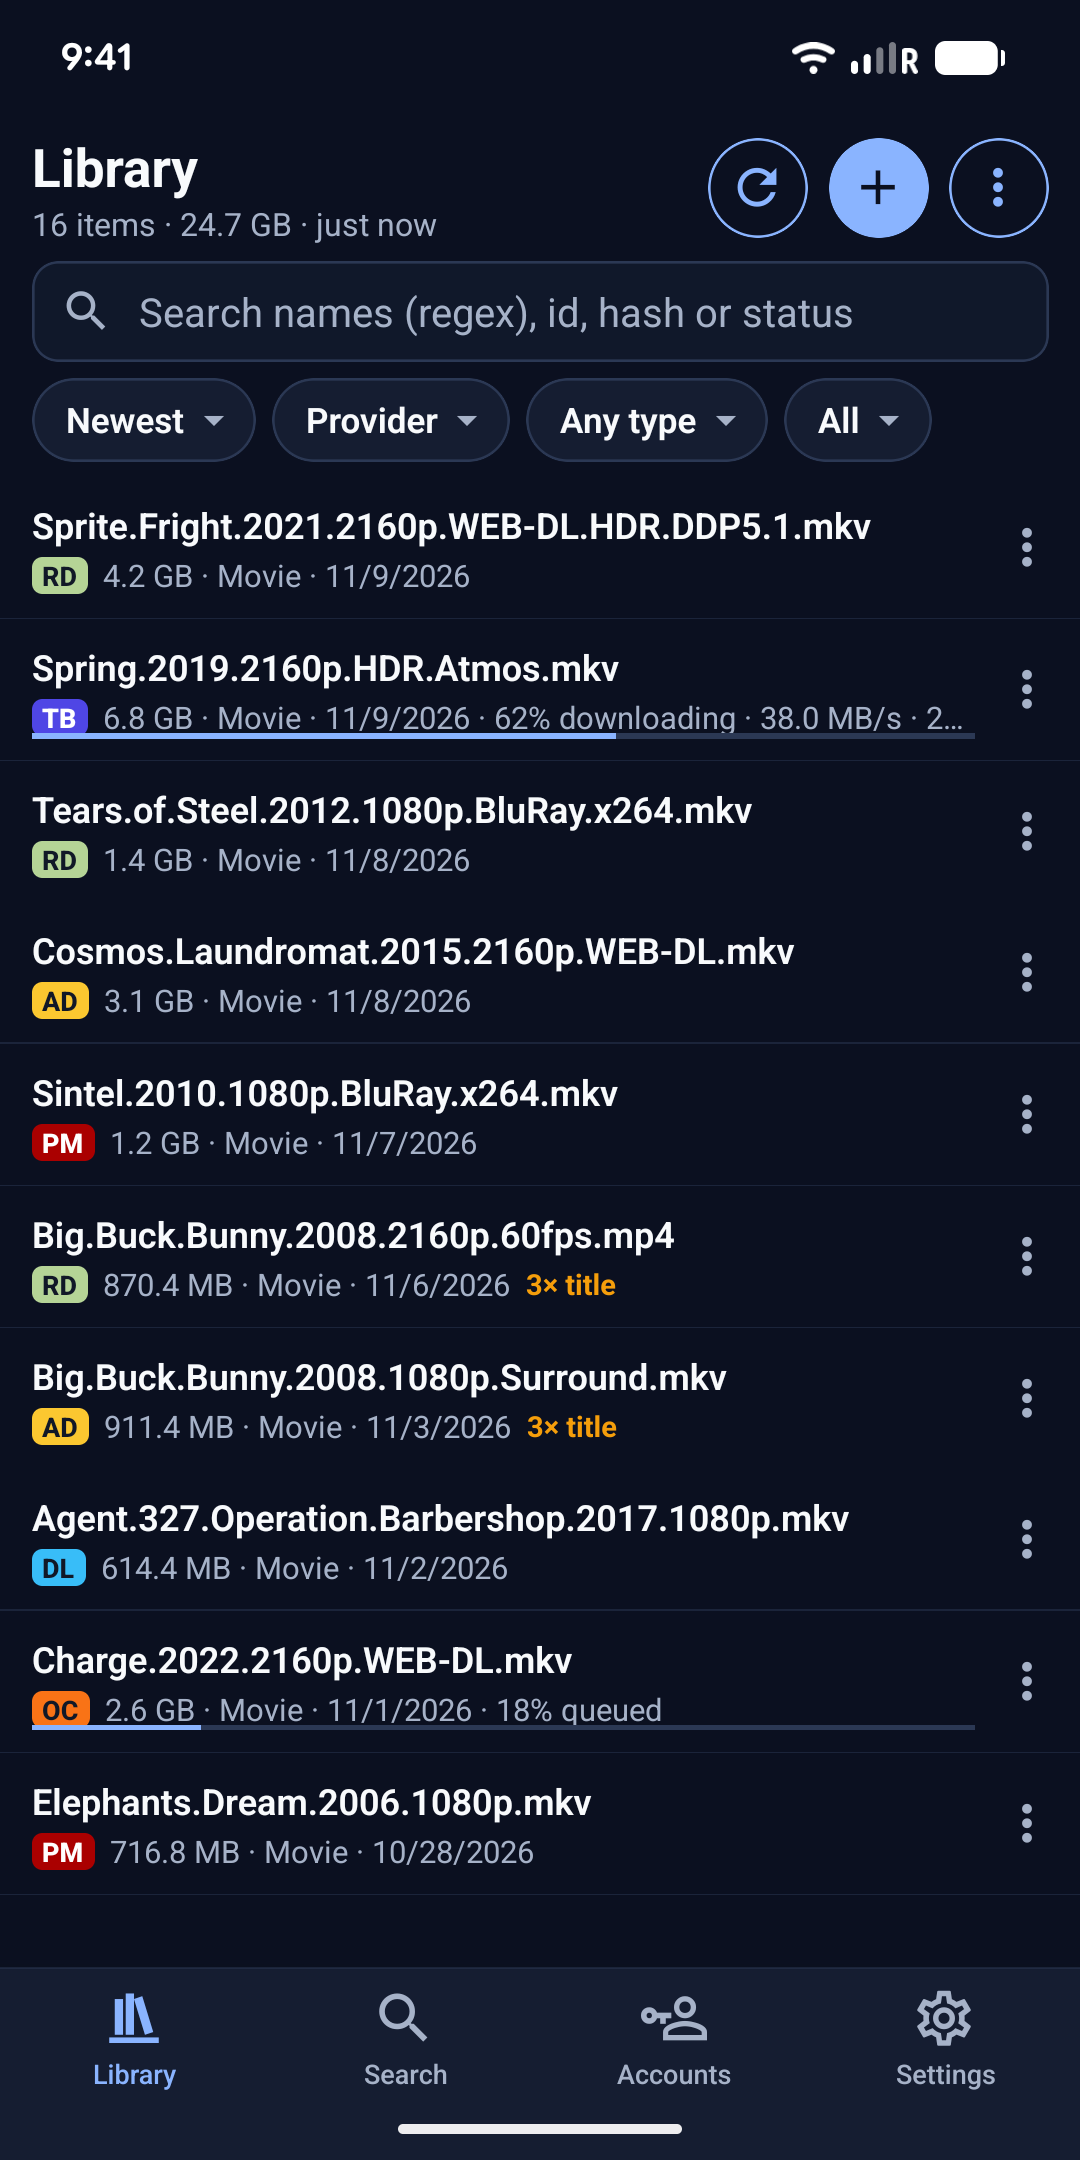 9:41
R
Library
16 items · 24.7 GB · just now
Search names (regex), id, hash or status
Newest
Provider
Any type
All
Sprite.Fright.2021.2160p.WEB-DL.HDR.DDP5.1.mkv
RD 4.2 GB · Movie · 11/9/2026
Spring.2019.2160p.HDR.Atmos.mkv
TB 6.8 GB · Movie · 11/9/2026 · 62% downloading · 38.0 MB/s · 2…
Tears.of.Steel.2012.1080p.BluRay.x264.mkv
RD 1.4 GB · Movie · 11/8/2026
Cosmos.Laundromat.2015.2160p.WEB-DL.mkv
AD 3.1 GB · Movie · 11/8/2026
Sintel.2010.1080p.BluRay.x264.mkv
PM 1.2 GB · Movie · 11/7/2026
Big.Buck.Bunny.2008.2160p.60fps.mp4
RD 870.4 MB · Movie · 11/6/2026 3× title
Big.Buck.Bunny.2008.1080p.Surround.mkv
AD 911.4 MB · Movie · 11/3/2026 3× title
Agent.327.Operation.Barbershop.2017.1080p.mkv
DL 614.4 MB · Movie · 11/2/2026
Charge.2022.2160p.WEB-DL.mkv
OC 2.6 GB · Movie · 11/1/2026 · 18% queued
Elephants.Dream.2006.1080p.mkv
PM 716.8 MB · Movie · 10/28/2026
Library
Search
Accounts
Settings